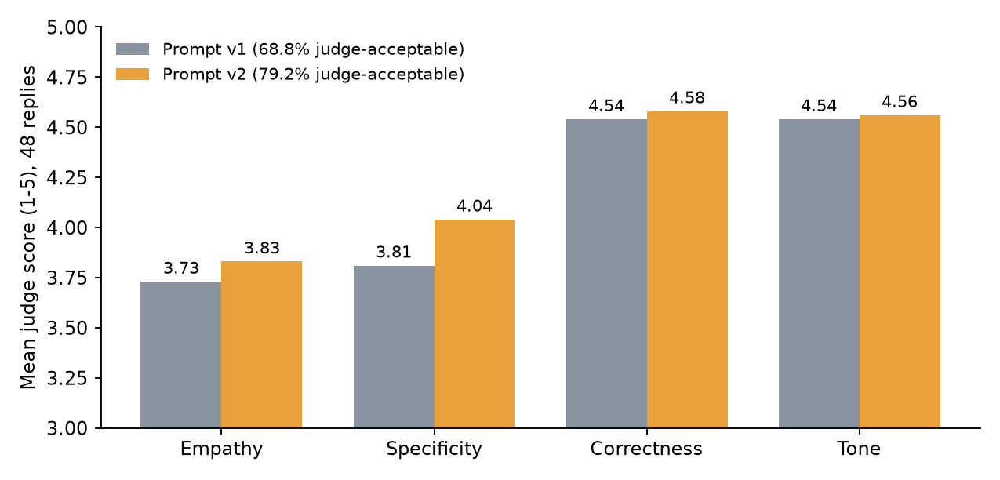 Mean judge score (1-5), 48 replies
5.00
4.75
4.50
4.25
4.00
3.75
3.50
3.25
3.00
Prompt v1 (68.8% judge-acceptable)
Prompt v2 (79.2% judge-acceptable)
3.73
3.83
3.81
4.04
4.54
4.58
4.54
4.56
Empathy
Specificity
Correctness
Tone